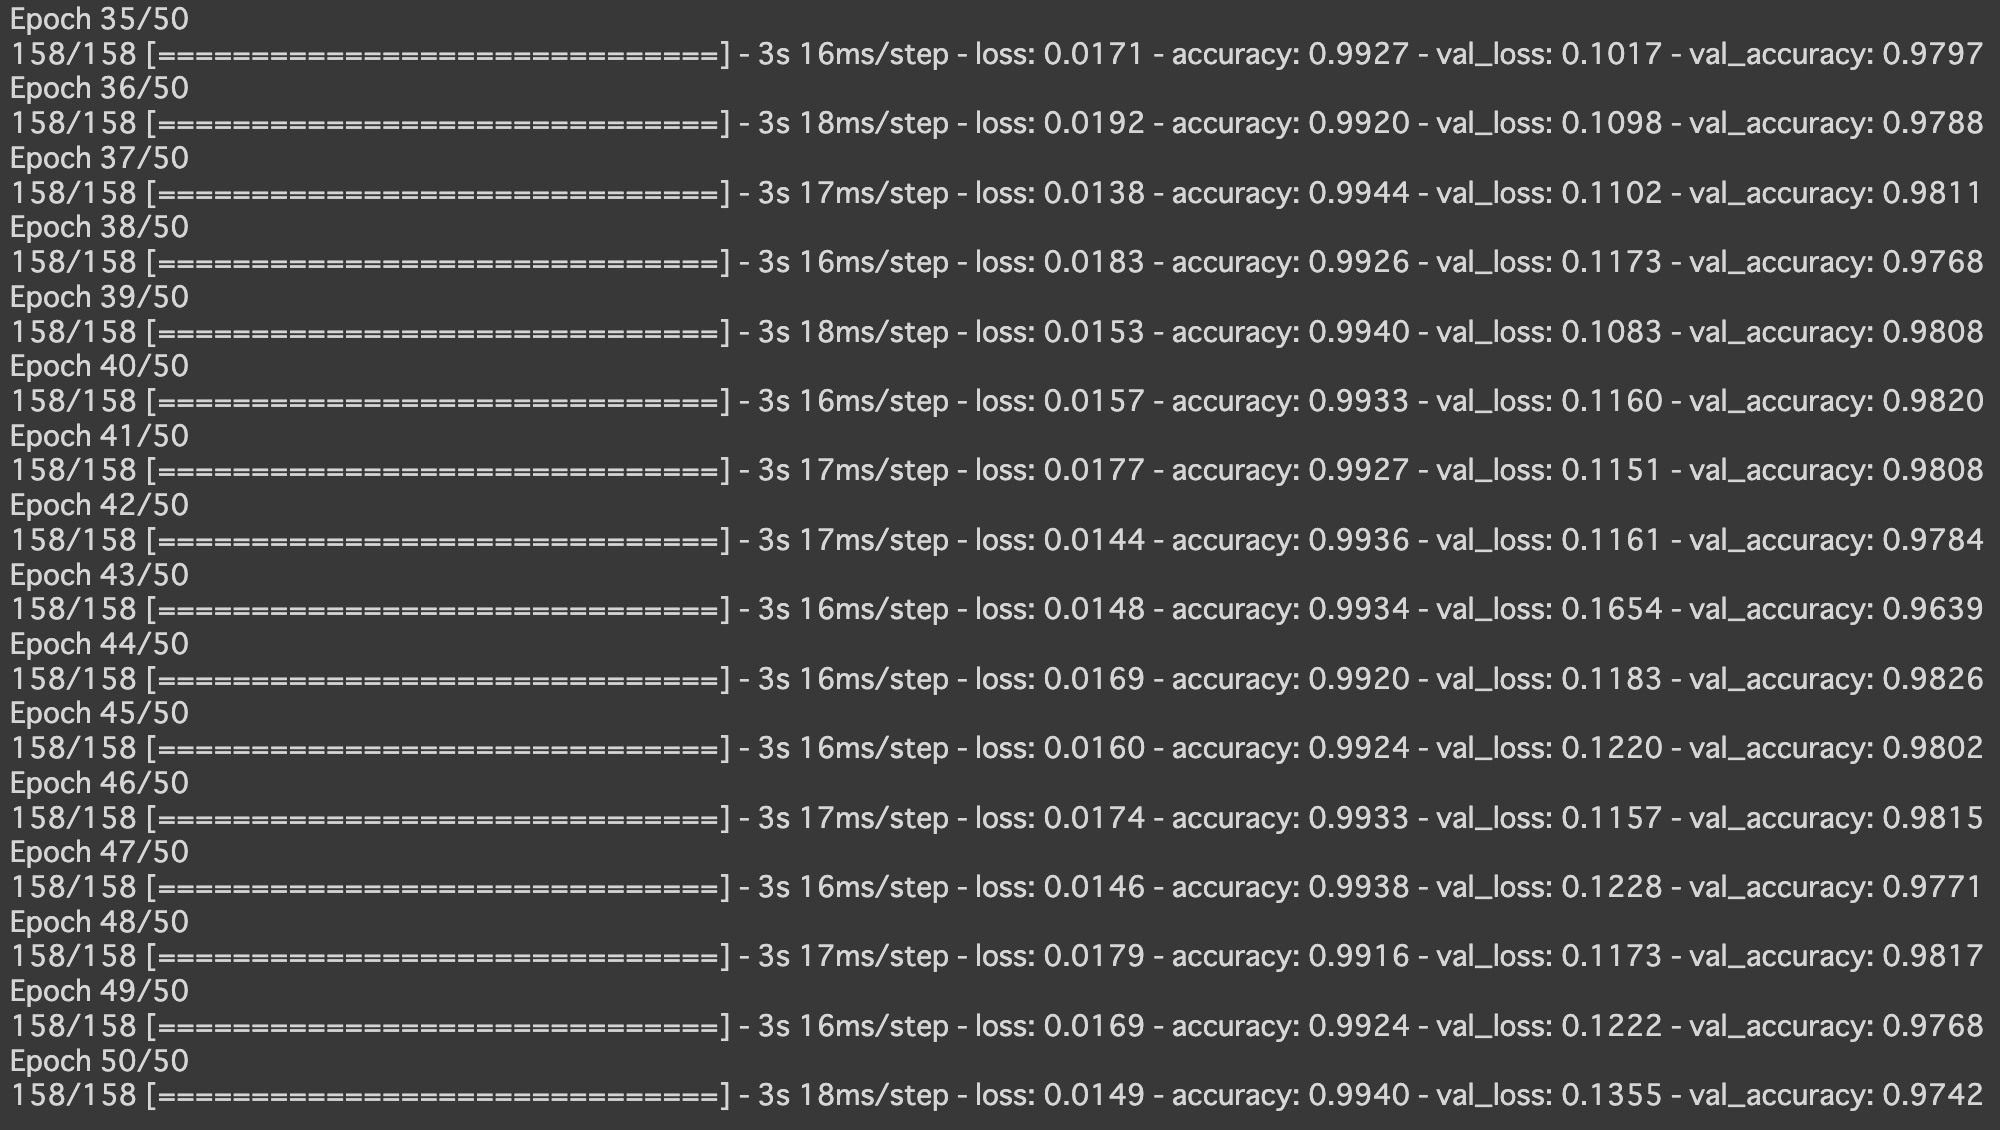 Epoch 35/50
158/158 [==============================] - 3s 16ms/step - loss: 0.0171 - accuracy: 0.9927 - val_loss: 0.1017 - val_accuracy: 0.9797
Epoch 36/50
158/158 [==============================] - 3s 18ms/step - loss: 0.0192 - accuracy: 0.9920 - val_loss: 0.1098 - val_accuracy: 0.9788
Epoch 37/50
158/158 [==============================] - 3s 17ms/step - loss: 0.0138 - accuracy: 0.9944 - val_loss: 0.1102 - val_accuracy: 0.9811
Epoch 38/50
158/158 [==============================] - 3s 16ms/step - loss: 0.0183 - accuracy: 0.9926 - val_loss: 0.1173 - val_accuracy: 0.9768
Epoch 39/50
158/158 [==============================] - 3s 18ms/step - loss: 0.0153 - accuracy: 0.9940 - val_loss: 0.1083 - val_accuracy: 0.9808
Epoch 40/50
158/158 [==============================] - 3s 16ms/step - loss: 0.0157 - accuracy: 0.9933 - val_loss: 0.1160 - val_accuracy: 0.9820
Epoch 41/50
158/158 [==============================] - 3s 17ms/step - loss: 0.0177 - accuracy: 0.9927 - val_loss: 0.1151 - val_accuracy: 0.9808
Epoch 42/50
158/158 [==============================] - 3s 17ms/step - loss: 0.0144 - accuracy: 0.9936 - val_loss: 0.1161 - val_accuracy: 0.9784
Epoch 43/50
158/158 [==============================] - 3s 16ms/step - loss: 0.0148 - accuracy: 0.9934 - val_loss: 0.1654 - val_accuracy: 0.9639
Epoch 44/50
158/158 [==============================] - 3s 16ms/step - loss: 0.0169 - accuracy: 0.9920 - val_loss: 0.1183 - val_accuracy: 0.9826
Epoch 45/50
158/158 [==============================] - 3s 16ms/step - loss: 0.0160 - accuracy: 0.9924 - val_loss: 0.1220 - val_accuracy: 0.9802
Epoch 46/50
158/158 [==============================] - 3s 17ms/step - loss: 0.0174 - accuracy: 0.9933 - val_loss: 0.1157 - val_accuracy: 0.9815
Epoch 47/50
158/158 [==============================] - 3s 16ms/step - loss: 0.0146 - accuracy: 0.9938 - val_loss: 0.1228 - val_accuracy: 0.9771
Epoch 48/50
158/158 [==============================] - 3s 17ms/step - loss: 0.0179 - accuracy: 0.9916 - val_loss: 0.1173 - val_accuracy: 0.9817
Epoch 49/50
158/158 [==============================] - 3s 16ms/step - loss: 0.0169 - accuracy: 0.9924 - val_loss: 0.1222 - val_accuracy: 0.9768
Epoch 50/50
158/158 [==============================] - 3s 18ms/step - loss: 0.0149 - accuracy: 0.9940 - val_loss: 0.1355 - val_accuracy: 0.9742